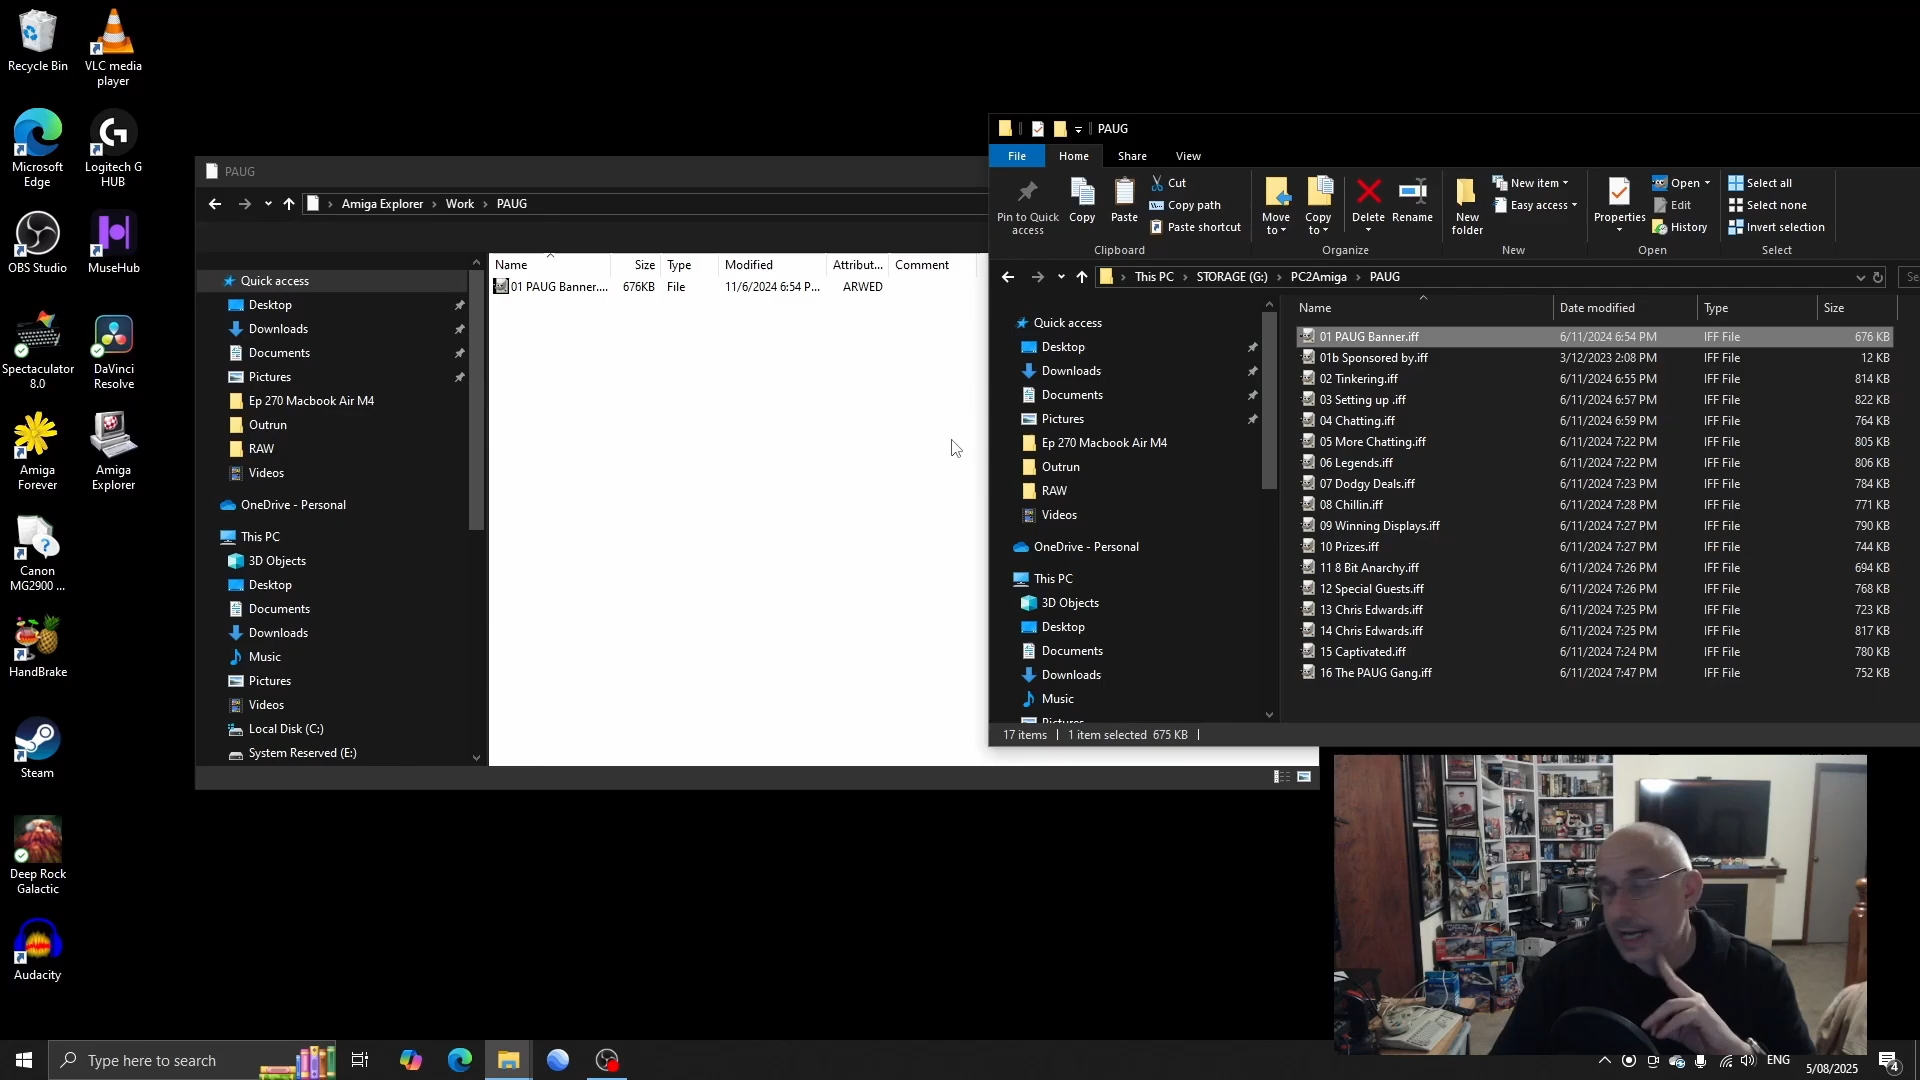 Recycle Bin
VLC media
player
Microsoft
Edge
Logitech G
HUB
OBS Studio
MuseHub
Spectaculator
8.0
DaVinci
Resolve
Amiga
Forever
Amiga
Explorer
Canon
MG2900 ...
HandBrake
Steam
Deep Rock
Galactic
Audacity
PAUG
Amiga Explorer > Work > PAUG
Name Size Type Modified Attribut... Comment
01 PAUG Banner.... 676KB File 11/6/2024 6:54 P... ARWED
Quick access
Desktop
Downloads
Documents
Pictures
Ep 270 Macbook Air M4
Outrun
RAW
Videos
OneDrive - Personal
This PC
3D Objects
Desktop
Documents
Downloads
Music
Pictures
Videos
Local Disk (C:)
System Reserved (E:)
PAUG
File Home Share View
Pin to Quick
access
Copy
Paste
Cut
Copy path
Paste shortcut
Clipboard
Move
to
Copy
to
Delete
Rename
Organize
New
folder
New item
Easy access
New
Properties
Open
Edit
History
Open
Select all
Select none
Invert selection
Select
This PC > STORAGE (G:) > PC2Amiga > PAUG
Se
Quick access
Desktop
Downloads
Documents
Pictures
Ep 270 Macbook Air M4
Outrun
RAW
Videos
OneDrive - Personal
This PC
3D Objects
Desktop
Documents
Downloads
Music
Pictures
Name Date modified Type Size
01 PAUG Banner.iff 6/11/2024 6:54 PM IFF File 676 KB
01b Sponsored by.iff 3/12/2023 2:08 PM IFF File 12 KB
02 Tinkering.iff 6/11/2024 6:55 PM IFF File 814 KB
03 Setting up .iff 6/11/2024 6:57 PM IFF File 822 KB
04 Chatting.iff 6/11/2024 6:59 PM IFF File 764 KB
05 More Chatting.iff 6/11/2024 7:22 PM IFF File 805 KB
06 Legends.iff 6/11/2024 7:22 PM IFF File 806 KB
07 Dodgy Deals.iff 6/11/2024 7:23 PM IFF File 784 KB
08 Chillin.iff 6/11/2024 7:28 PM IFF File 771 KB
09 Winning Displays.iff 6/11/2024 7:27 PM IFF File 790 KB
10 Prizes.iff 6/11/2024 7:27 PM IFF File 744 KB
11 8 Bit Anarchy.iff 6/11/2024 7:26 PM IFF File 694 KB
12 Special Guests.iff 6/11/2024 7:26 PM IFF File 768 KB
13 Chris Edwards.iff 6/11/2024 7:25 PM IFF File 723 KB
14 Chris Edwards.iff 6/11/2024 7:25 PM IFF File 817 KB
15 Captivated.iff 6/11/2024 7:24 PM IFF File 780 KB
16 The PAUG Gang.iff 6/11/2024 7:47 PM IFF File 752 KB
17 items | 1 item selected 675 KB |
Type here to search
ENG
5/08/2025
4